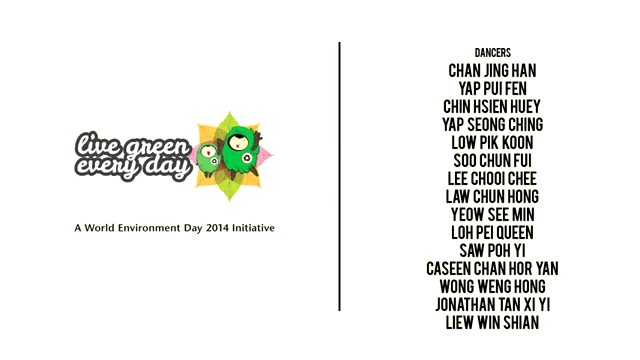 live green
every day
A World Environment Day 2014 Initiative
DANCERS
CHAN JING HAN
YAP PUI FEN
CHIN HSIEN HUEY
YAP SEONG CHING
LOW PIK KOON
SOO CHUN FUI
LEE CHOOI CHEE
LAW CHUN HONG
YEOW SEE MIN
LOH PEI QUEEN
SAW POH YI
CASEEN CHAN HOR YAN
WONG WENG HONG
JONATHAN TAN XI YI
LIEW WIN SHIAN